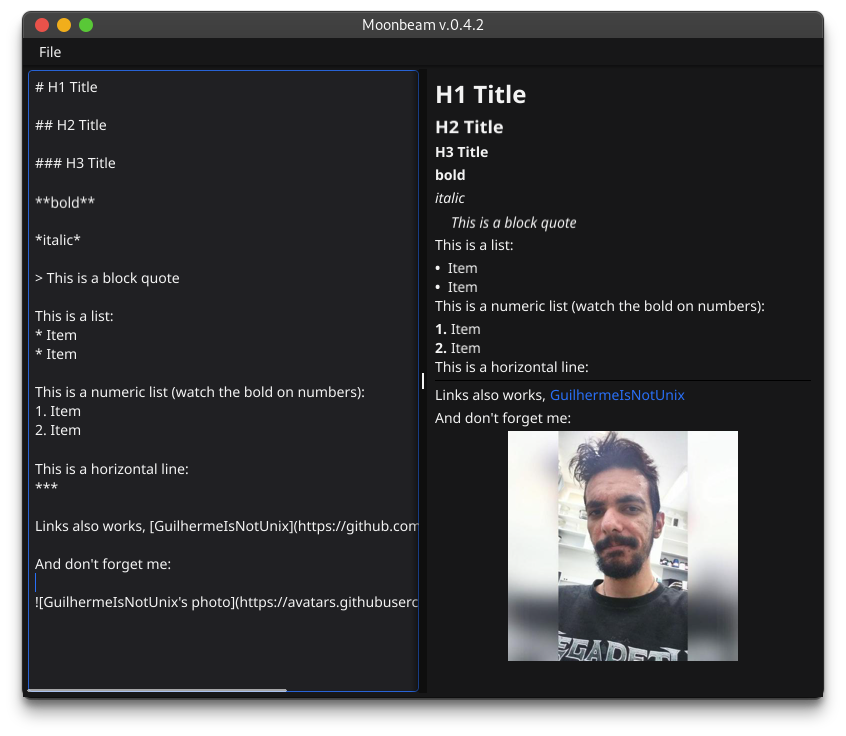 Moonbeam v.0.4.2
File
# H1 Title
## H2 Title
### H3 Title
**bold**
*italic*
> This is a block quote
This is a list:
* Item
* Item
This is a numeric list (watch the bold on numbers):
1. Item
2. Item
This is a horizontal line:
***
Links also works, [GuilhermeIsNotUnix](https://github.com
And don't forget me:
![GuilhermeIsNotUnix's photo](https://avatars.githubuserc
H1 Title
H2 Title
H3 Title
bold
italic
This is a block quote
This is a list:
• Item
• Item
This is a numeric list (watch the bold on numbers):
1. Item
2. Item
This is a horizontal line:
Links also works, GuilhermeIsNotUnix
And don't forget me:
MEGADETH